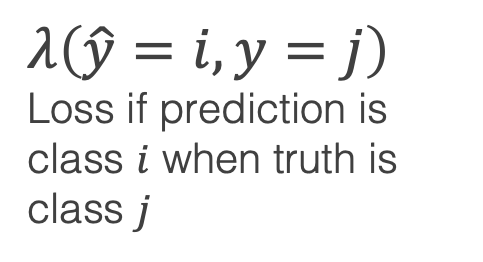 λ(ŷ = i, y = j)
Loss if prediction is
class i when truth is
class j